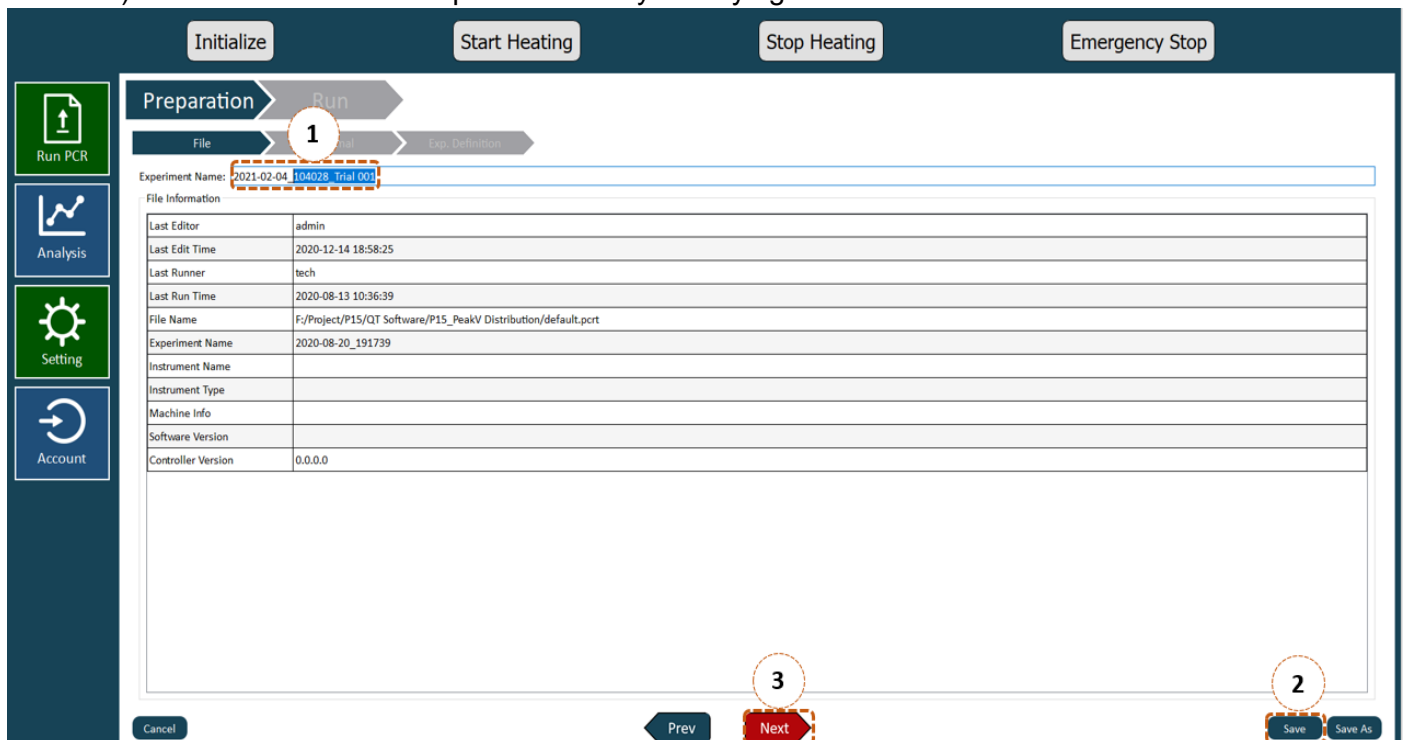 Initialize Start Heating Stop Heating Emergency Stop
Run PCR
Analysis
Setting
Account
Preparation Run
File Exp. Definition
1
Experiment Name: 2021-02-04_104028_Trial 001
File Information
Last Editor admin
Last Edit Time 2020-12-14 18:58:25
Last Runner tech
Last Run Time 2020-08-13 10:36:39
File Name F:/Project/P15/QT Software/P15_PeakV Distribution/default.pcrt
Experiment Name 2020-08-20_191739
Instrument Name
Instrument Type
Machine Info
Software Version
Controller Version 0.0.0.0
3
2
Cancel Prev Next Save Save As